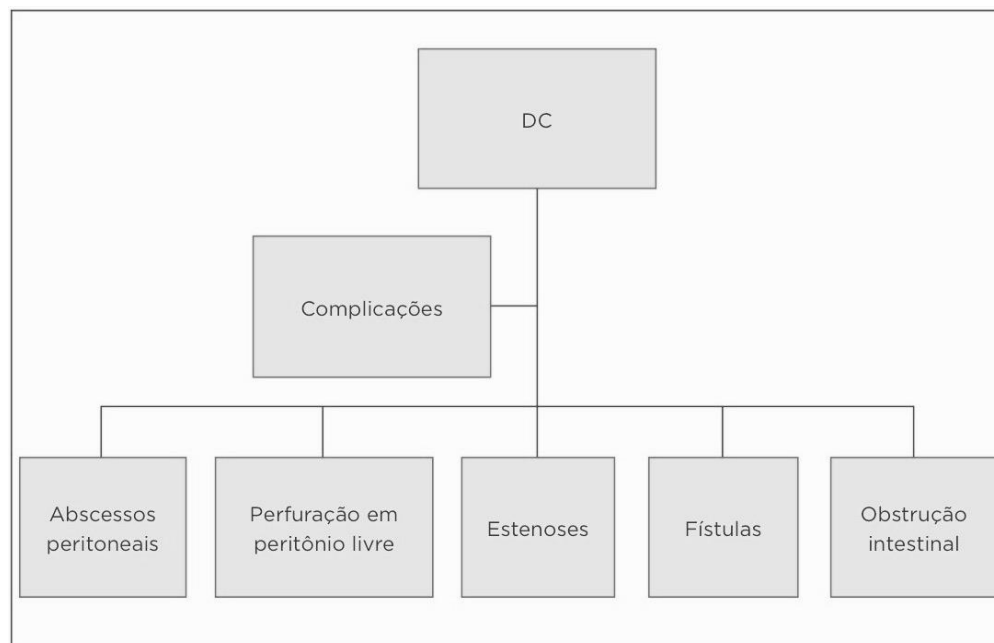 DC
Complicações
Abscessos
peritoneais
Perfuração em
peritônio livre
Estenoses
Fístulas
Obstrução
intestinal